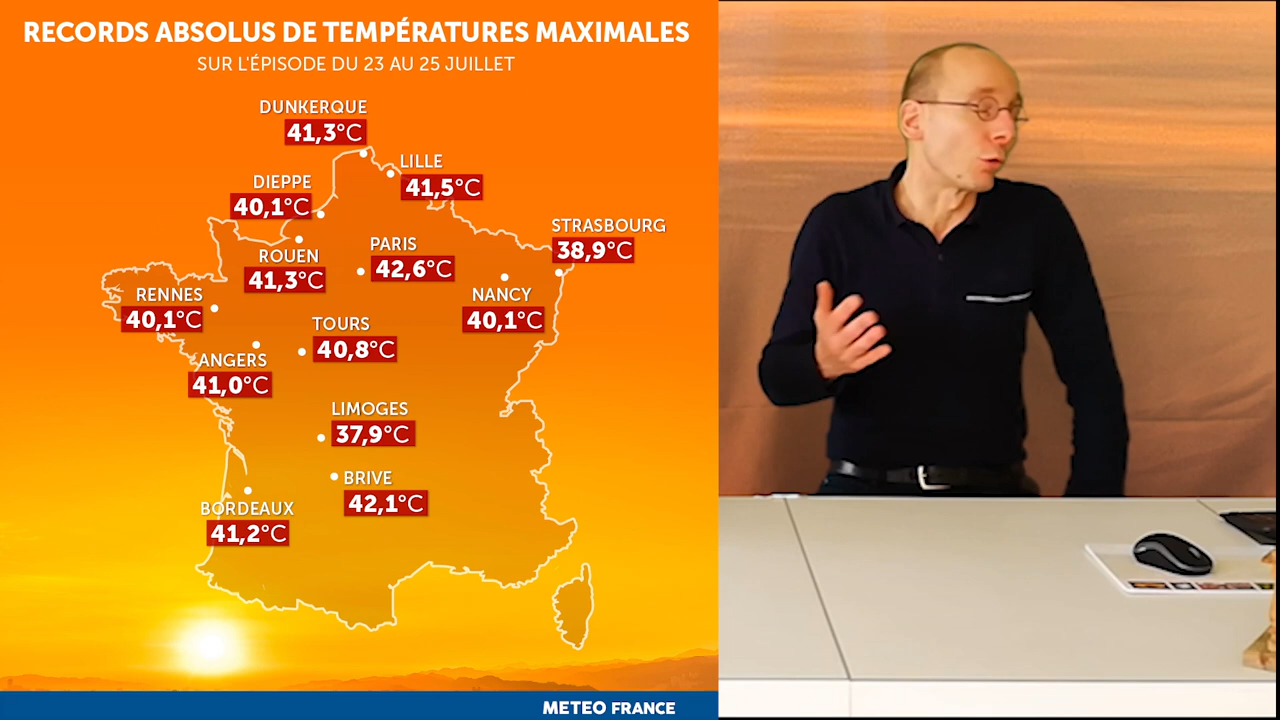 RECORDS ABSOLUS DE TEMPÉRATURES MAXIMALES
SUR L'ÉPISODE DU 23 AU 25 JUILLET
DUNKERQUE
41,3°C
LILLE
41,5°C
DIEPPE
40,1°C
STRASBOURG
38,9°C
ROUEN
41,3°C
PARIS
42,6°C
RENNES
40,1°C
NANCY
40,1°C
TOURS
40,8°C
ANGERS
41,0°C
LIMOGES
37,9°C
BRIVE
42,1°C
BORDEAUX
41,2°C
METEO FRANCE